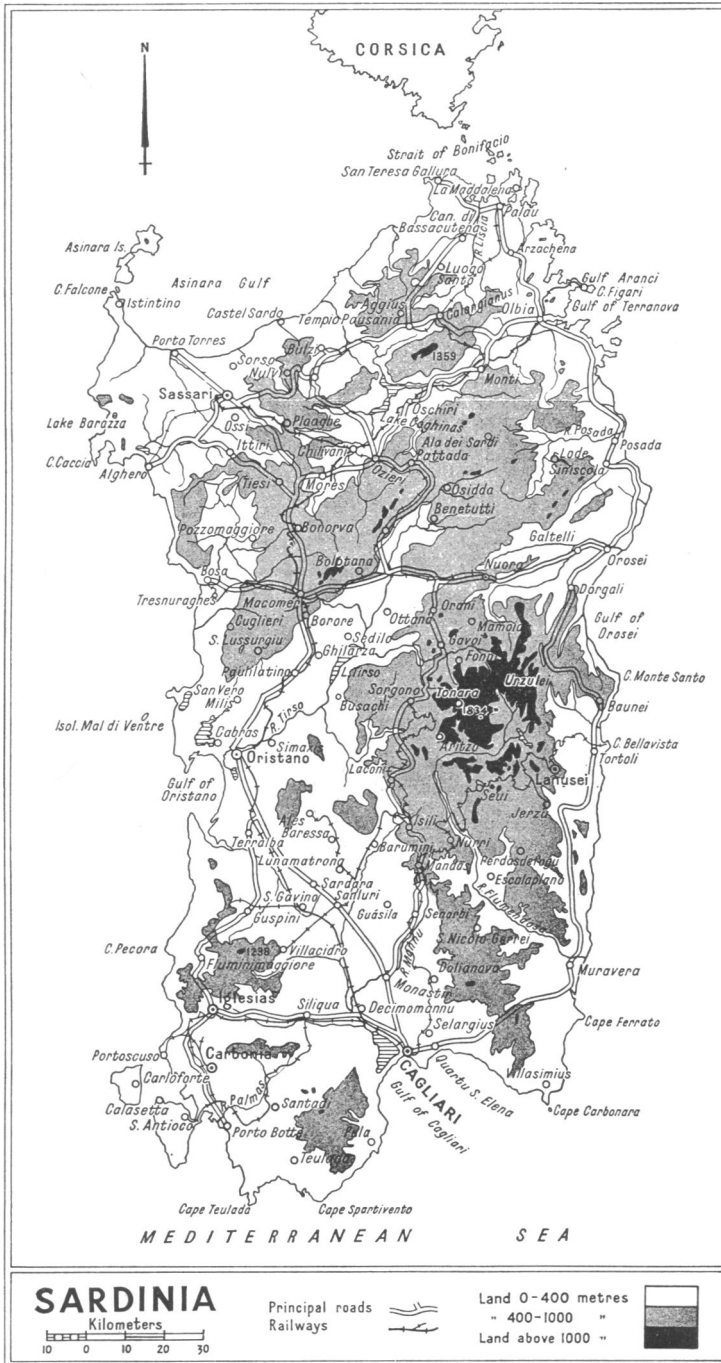 CORSICA
N
Strait of Bonifacio
San Teresa Gallura
La Maddalena
Palau
Can. di
Bassacutena
R. Liscia
Arzachena
Asinara Is.
Asinara Gulf
Luogo
Santo
Gulf Aranci
C. Figari
C. Falcone
Istintino
Aggius
Calangianus
Gulf of Terranova
Castel Sardo
Tempio Pausania
Olbia
Porto Torres
Bulzi
1359
Sorso
Nulvi
Monti
Sassari
Oschiri
Lake Barazza
Ossi
Plaaghe
Lake Coghinas
Ala dei Sardi
R. Posada
Posada
Ittiri
Chilivani
Pattada
Lode
C. Caccia
Alghero
Ozieri
Siniscola
Tiesi
Mores
Osidda
Benetutti
Pozzomaggiore
Bonorva
Galtelli
Bolotana
Nuoro
Orosei
Bosa
Tresnuraghes
Macomer
Dorgali
Cuglieri
Borore
Ottana
Orani
Mamoia
Gulf of
Orosei
S. Lussurgiu
Sedilo
Gavoi
Ghilarza
Fonni
Paulilatino
L. Tirso
Urzulei
C. Monte Santo
San Vero
Milis
Sorgono
Tonara
Busachi
1834
Baunei
Isol. Mal di Ventre
R. Tirso
Cabras
Simaxis
Aritzo
C. Bellavista
Oristano
Tortoli
Laconi
Lanusei
Gulf of
Oristano
Seui
Ales
Isili
Jerzu
Baressa
Terralba
Barumini
Nurri
Lunamatrona
Mandas
Perdasdefogu
Escalaplano
Sardara
S. Gavino
Sanluri
R. Flumendosa
Guspini
Guásila
Senorbi
C. Pecora
1238
Villacidro
S. Nicolo Gerrei
Fluminimaggiore
R. Mannu
Dolianova
Muravera
Monastir
Iglesias
Siliqua
Decimomannu
Cape Ferrato
Selargius
Portoscuso
Carbonia
CAGLIARI
Quartu S. Elena
Villasimius
Carloforte
Palmas
Gulf of Cagliari
Calasetta
Santadi
Cape Carbonara
S. Antioco
Porto Botte
Pula
Teulada
Cape Teulada
Cape Spartivento
MEDITERRANEAN SEA
SARDINIA
Kilometers
10 0 10 20 30
Principal roads
Railways
Land 0-400 metres
" 400-1000 "
Land above 1000 "